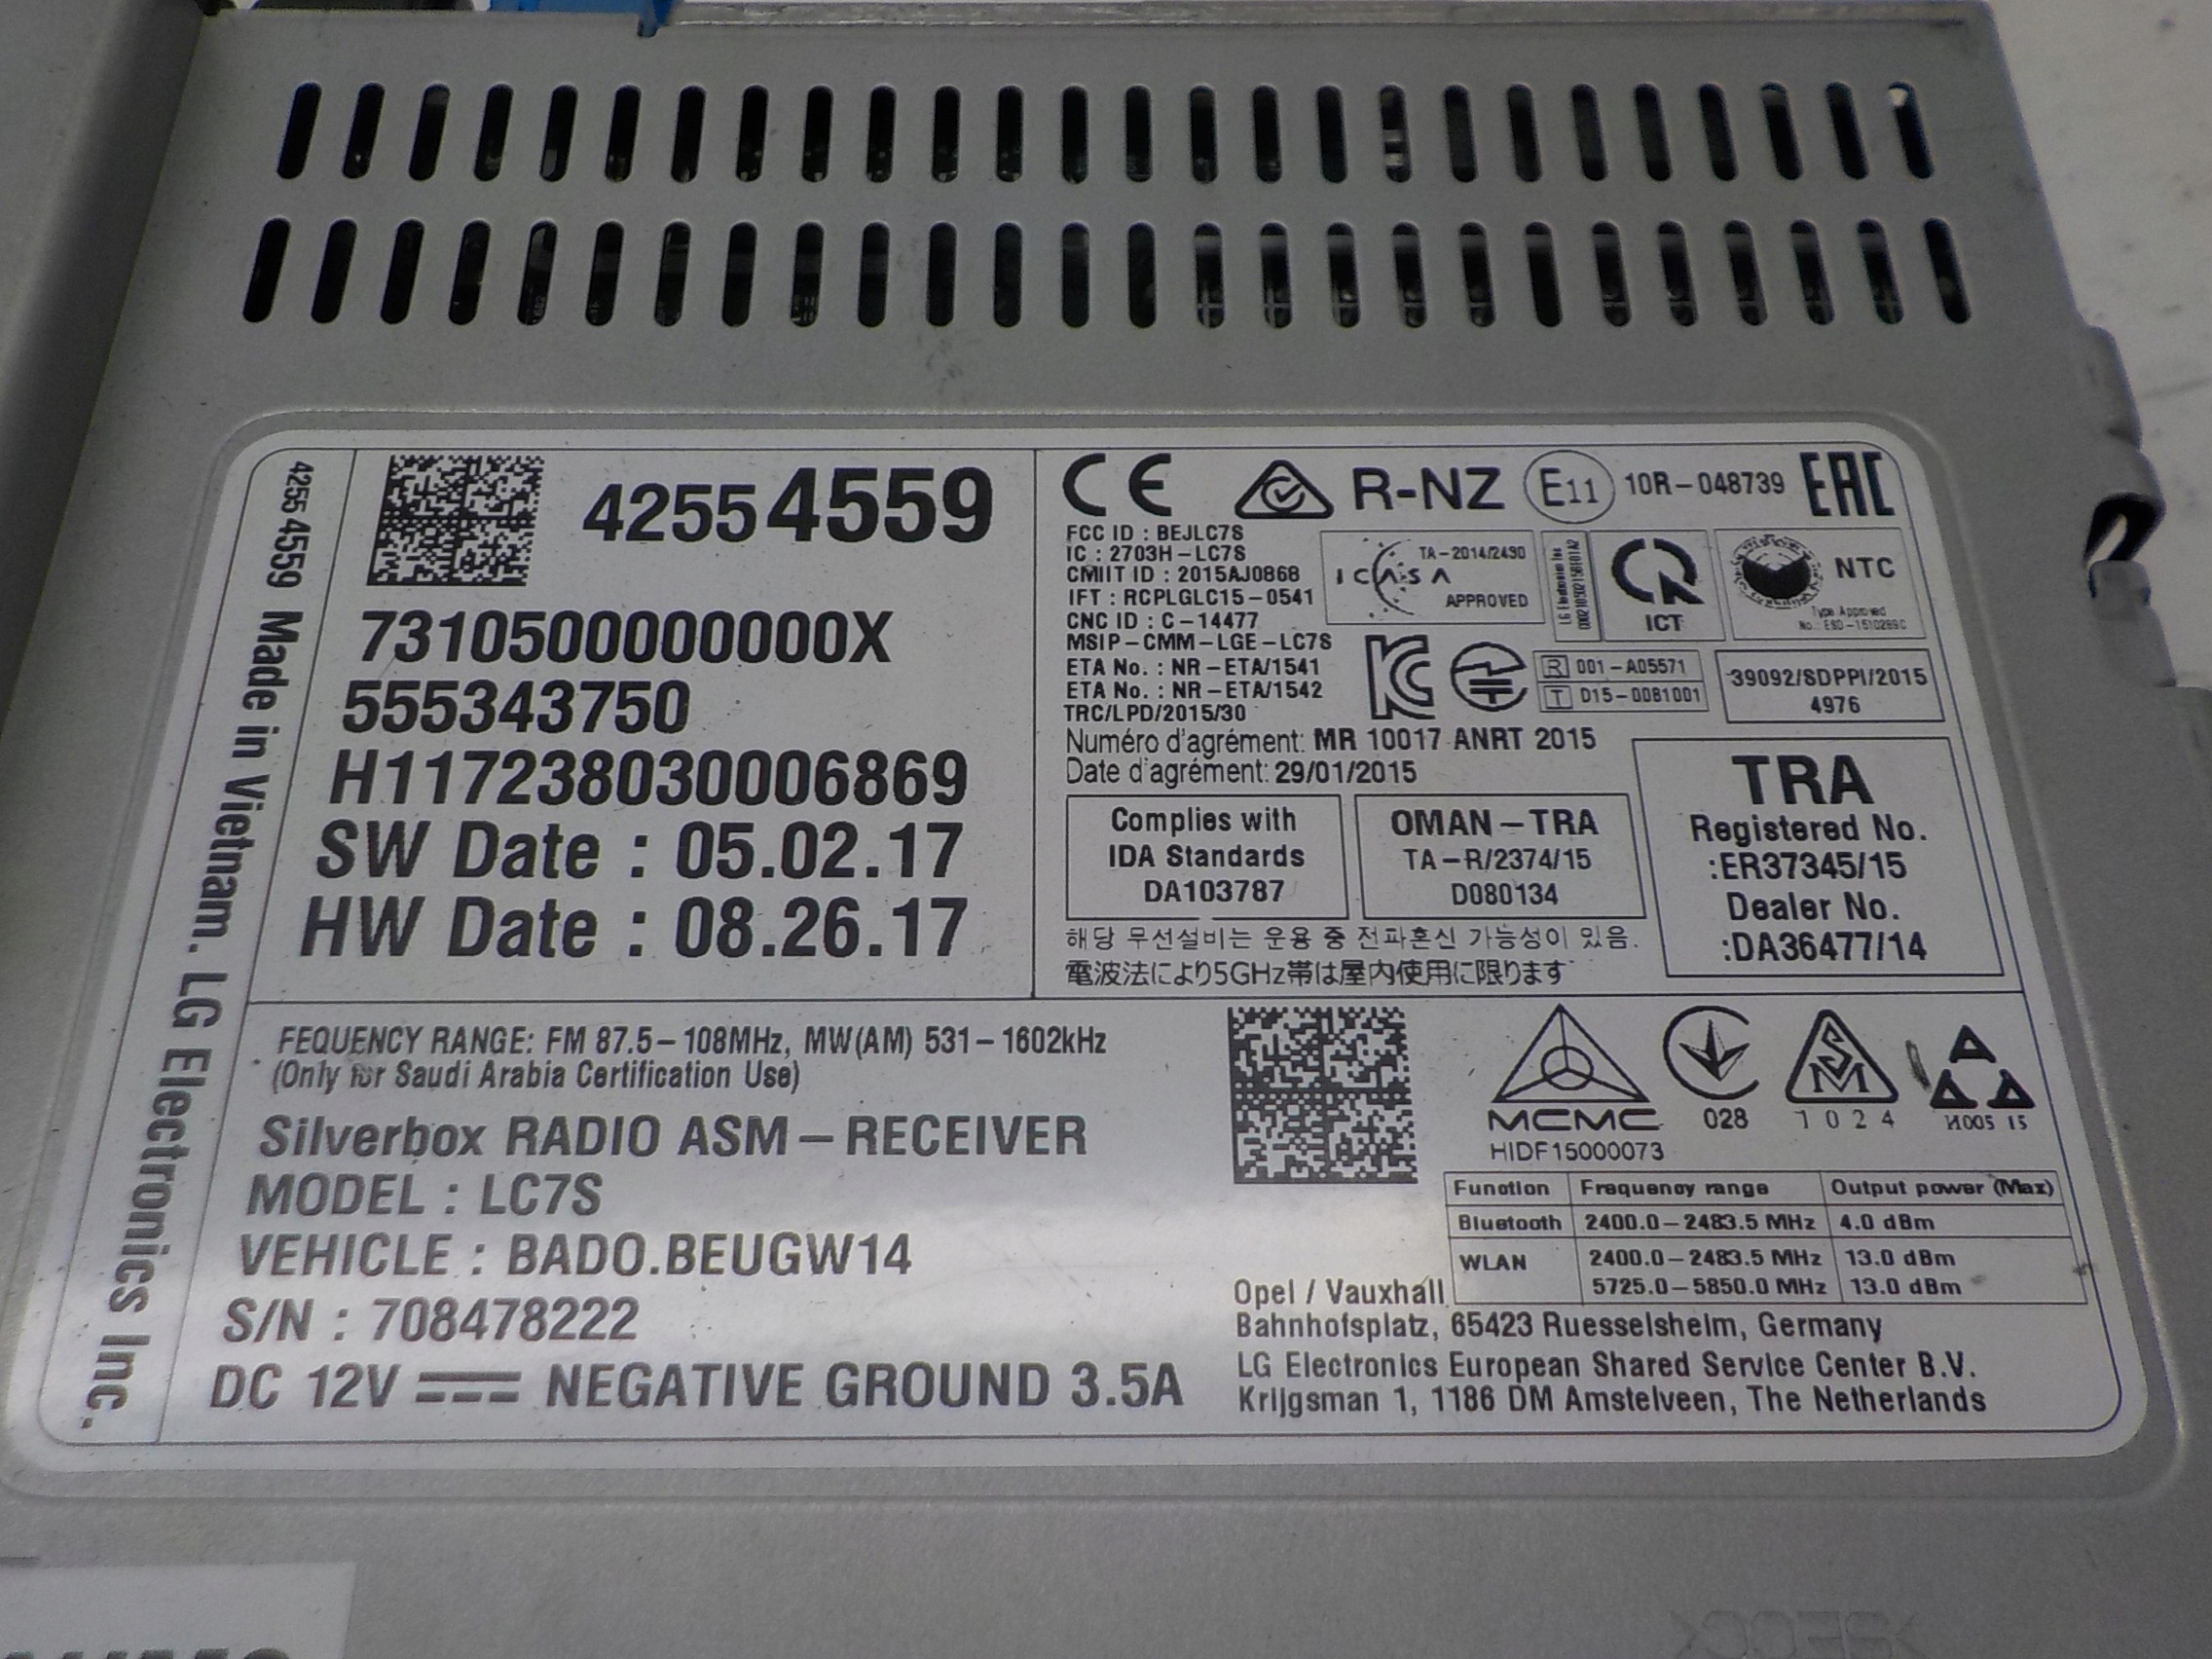 4255 4559 Made in Vietnam. LG Electronics Inc.
4255 4559
7310500000000X
555343750
H117238030006869
SW Date : 05.02.17
HW Date : 08.26.17
CE R-NZ E11 10R-048739 EAC
FCC ID : BEJLC7S
IC : 2703H-LC7S
CMIIT ID : 2015AJ0868
IFT : RCPLGLC15-0541
CNC ID : C-14477
MSIP-CMM-LGE-LC7S
ETA No. : NR-ETA/1541
ETA No. : NR-ETA/1542
TRC/LPD/2015/30
TA-2014/2490
ICASA
APPROVED
ICT
NTC
Type Approved
R 001-A05571
T D15-0081001
39092/SDPPI/2015
4976
Numéro d'agrément: MR 10017 ANRT 2015
Date d'agrément: 29/01/2015
Complies with
IDA Standards
DA103787
OMAN-TRA
TA-R/2374/15
D080134
TRA
Registered No.
:ER37345/15
Dealer No.
:DA36477/14
해당 무선설비는 운용 중 전파혼신 가능성이 있음.
電波法により5GHz帯は屋内使用に限ります
FEQUENCY RANGE: FM 87.5-108MHz, MW(AM) 531-1602kHz
(Only for Saudi Arabia Certification Use)
Silverbox RADIO ASM-RECEIVER
MODEL : LC7S
VEHICLE : BADO.BEUGW14
S/N : 708478222
DC 12V NEGATIVE GROUND 3.5A
MCMC
HIDF15000073
028
SM
1024
AAA
И005 15
Function Frequency range Output power (Max)
Bluetooth 2400.0-2483.5 MHz 4.0 dBm
WLAN 2400.0-2483.5 MHz 13.0 dBm
5725.0-5850.0 MHz 13.0 dBm
Opel / Vauxhall
Bahnhofsplatz, 65423 Ruesselsheim, Germany
LG Electronics European Shared Service Center B.V.
Krijgsman 1, 1186 DM Amstelveen, The Netherlands